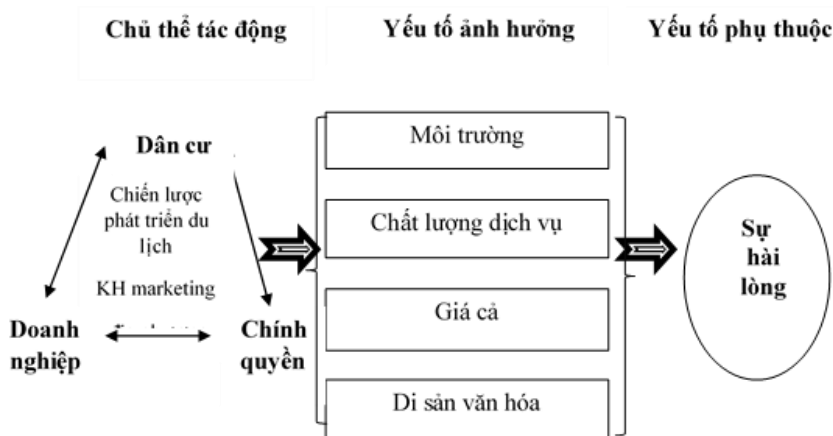 Chủ thể tác động
Yếu tố ảnh hưởng
Yếu tố phụ thuộc
Dân cư
Chiến lược
phát triển du
lịch
KH marketing
Doanh
nghiệp
Chính
quyền
Môi trường
Chất lượng dịch vụ
Giá cả
Di sản văn hóa
Sự
hài
lòng